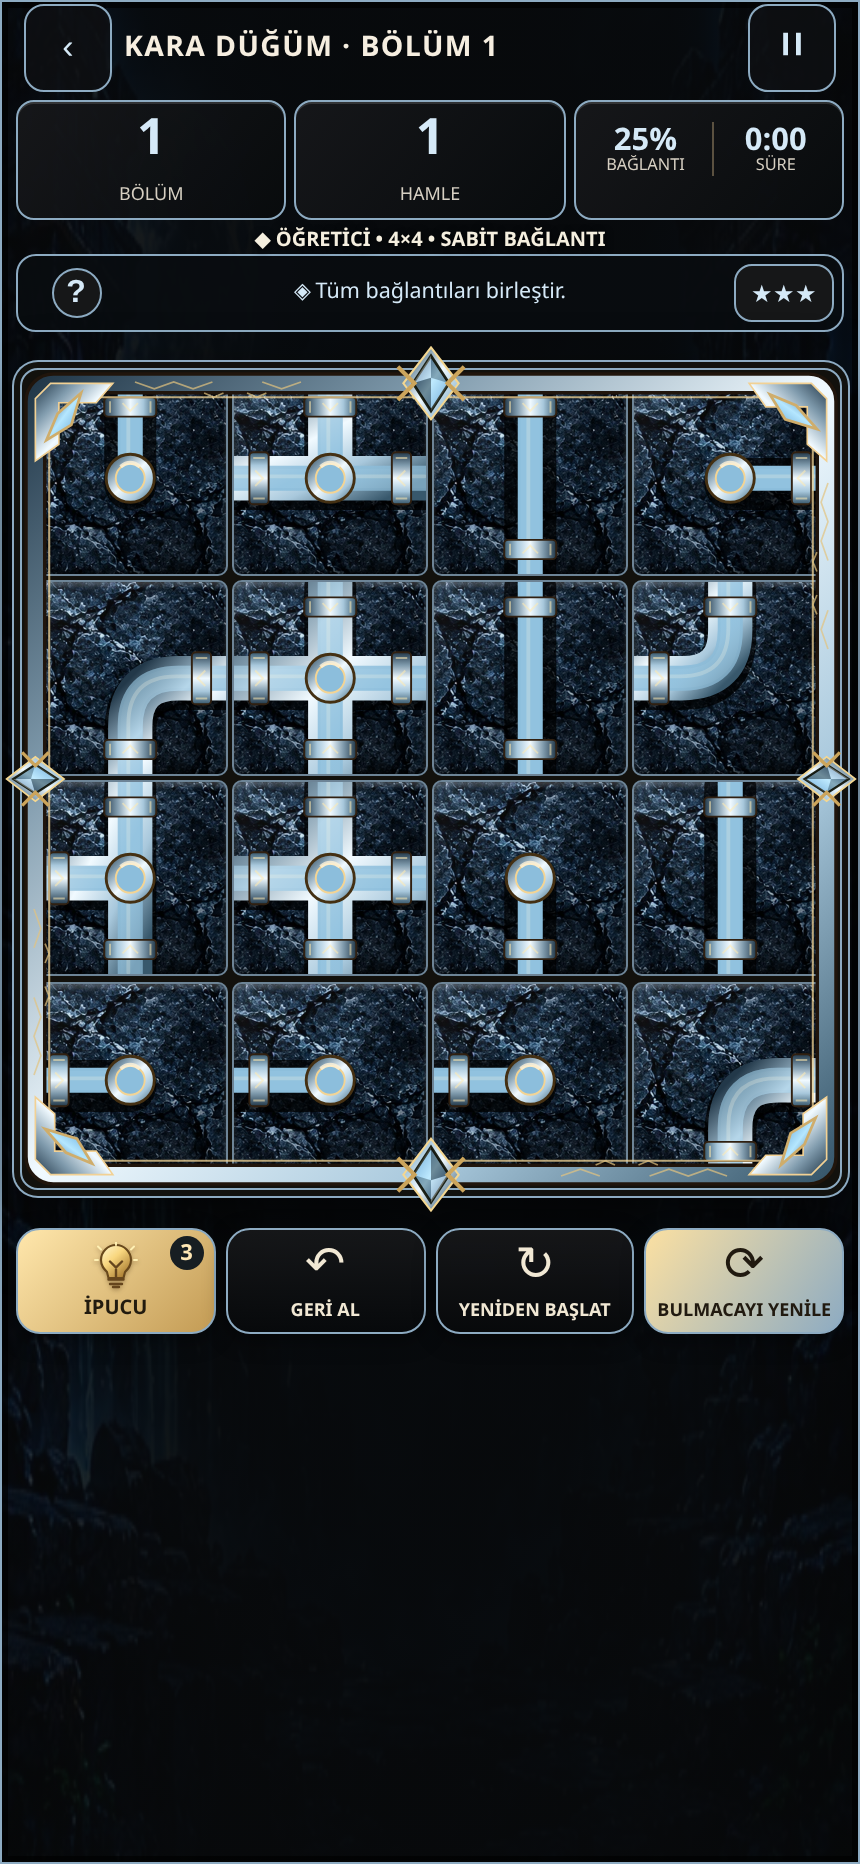 KARA DÜĞÜM · BÖLÜM 1
1
BÖLÜM
1
HAMLE
25%
BAĞLANTI
0:00
SÜRE
◆ ÖĞRETİCİ • 4×4 • SABİT BAĞLANTI
?
◈ Tüm bağlantıları birleştir.
★★★
3
İPUCU
GERİ AL
YENİDEN BAŞLAT
BULMACAYI YENİLE